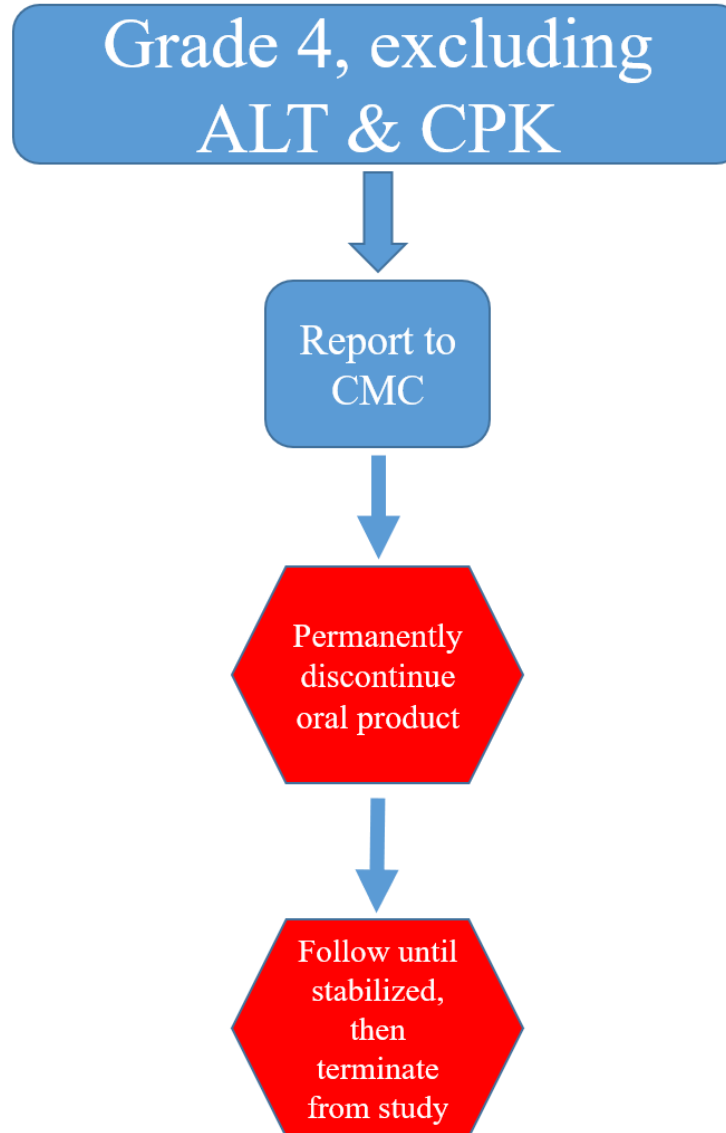 Grade 4, excluding
ALT & CPK
Report to
CMC
Permanently
discontinue
oral product
Follow until
stabilized,
then
terminate
from study